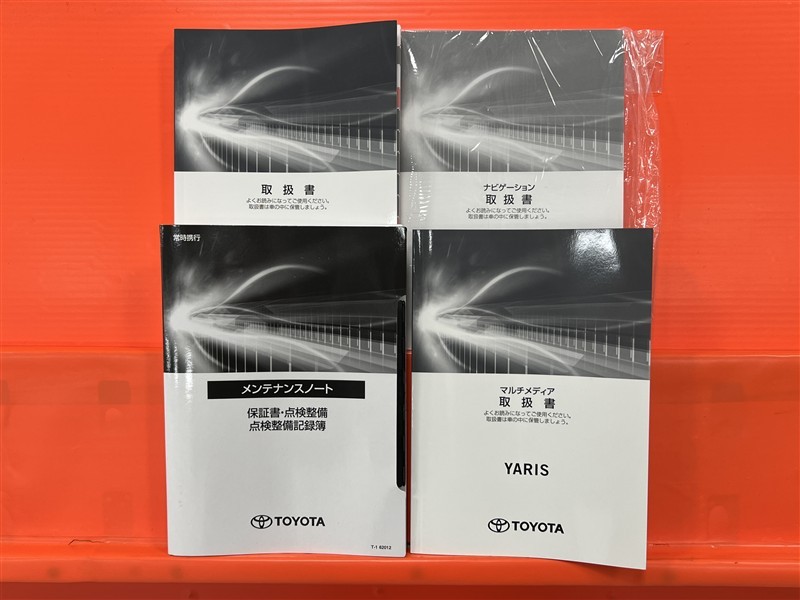 取扱書
よくお読みになってご使用ください。
取扱書は車の中に保管しましょう。
ナビゲーション
取扱書
よくお読みになってご使用ください。
取扱書は車の中に保管しましょう。
常時携行
メンテナンスノート
保証書・点検整備
点検整備記録簿
TOYOTA
T-1 62012
マルチメディア
取扱書
よくお読みになってご使用ください。
取扱書は車の中に保管しましょう。
YARIS
TOYOTA